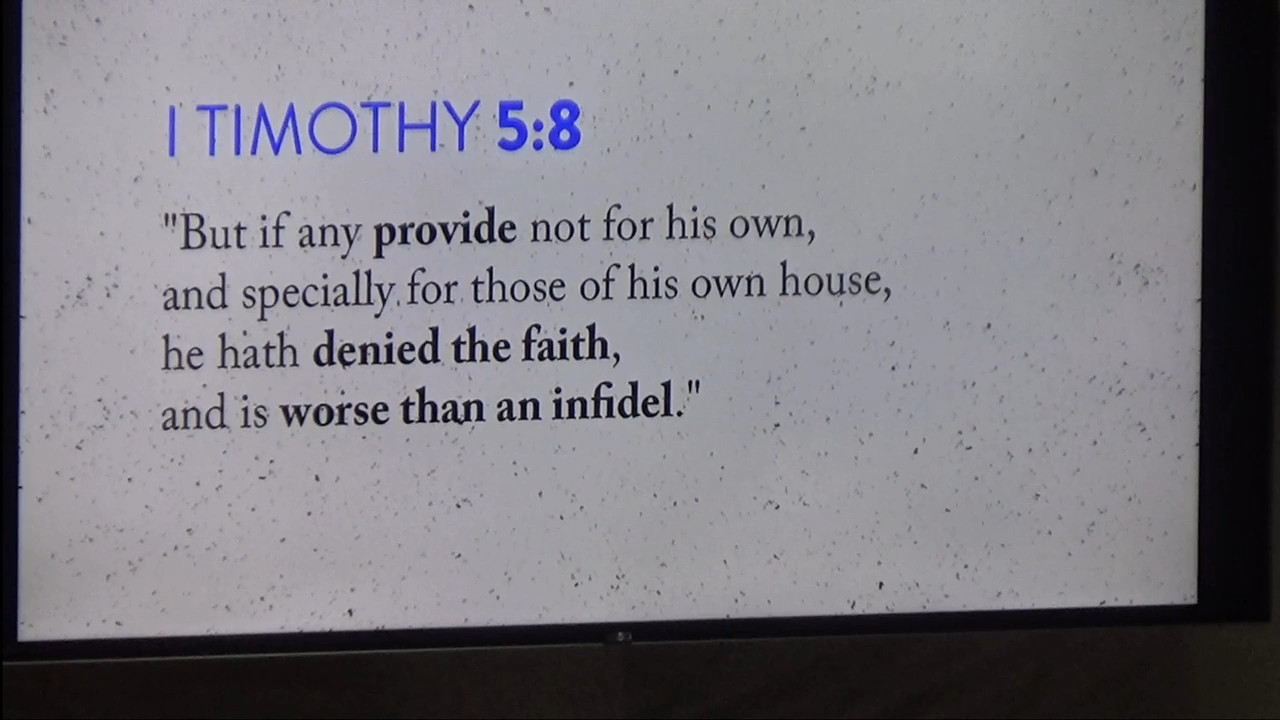 I TIMOTHY 5:8
"But if any provide not for his own,
and specially for those of his own house,
he hath denied the faith,
and is worse than an infidel."